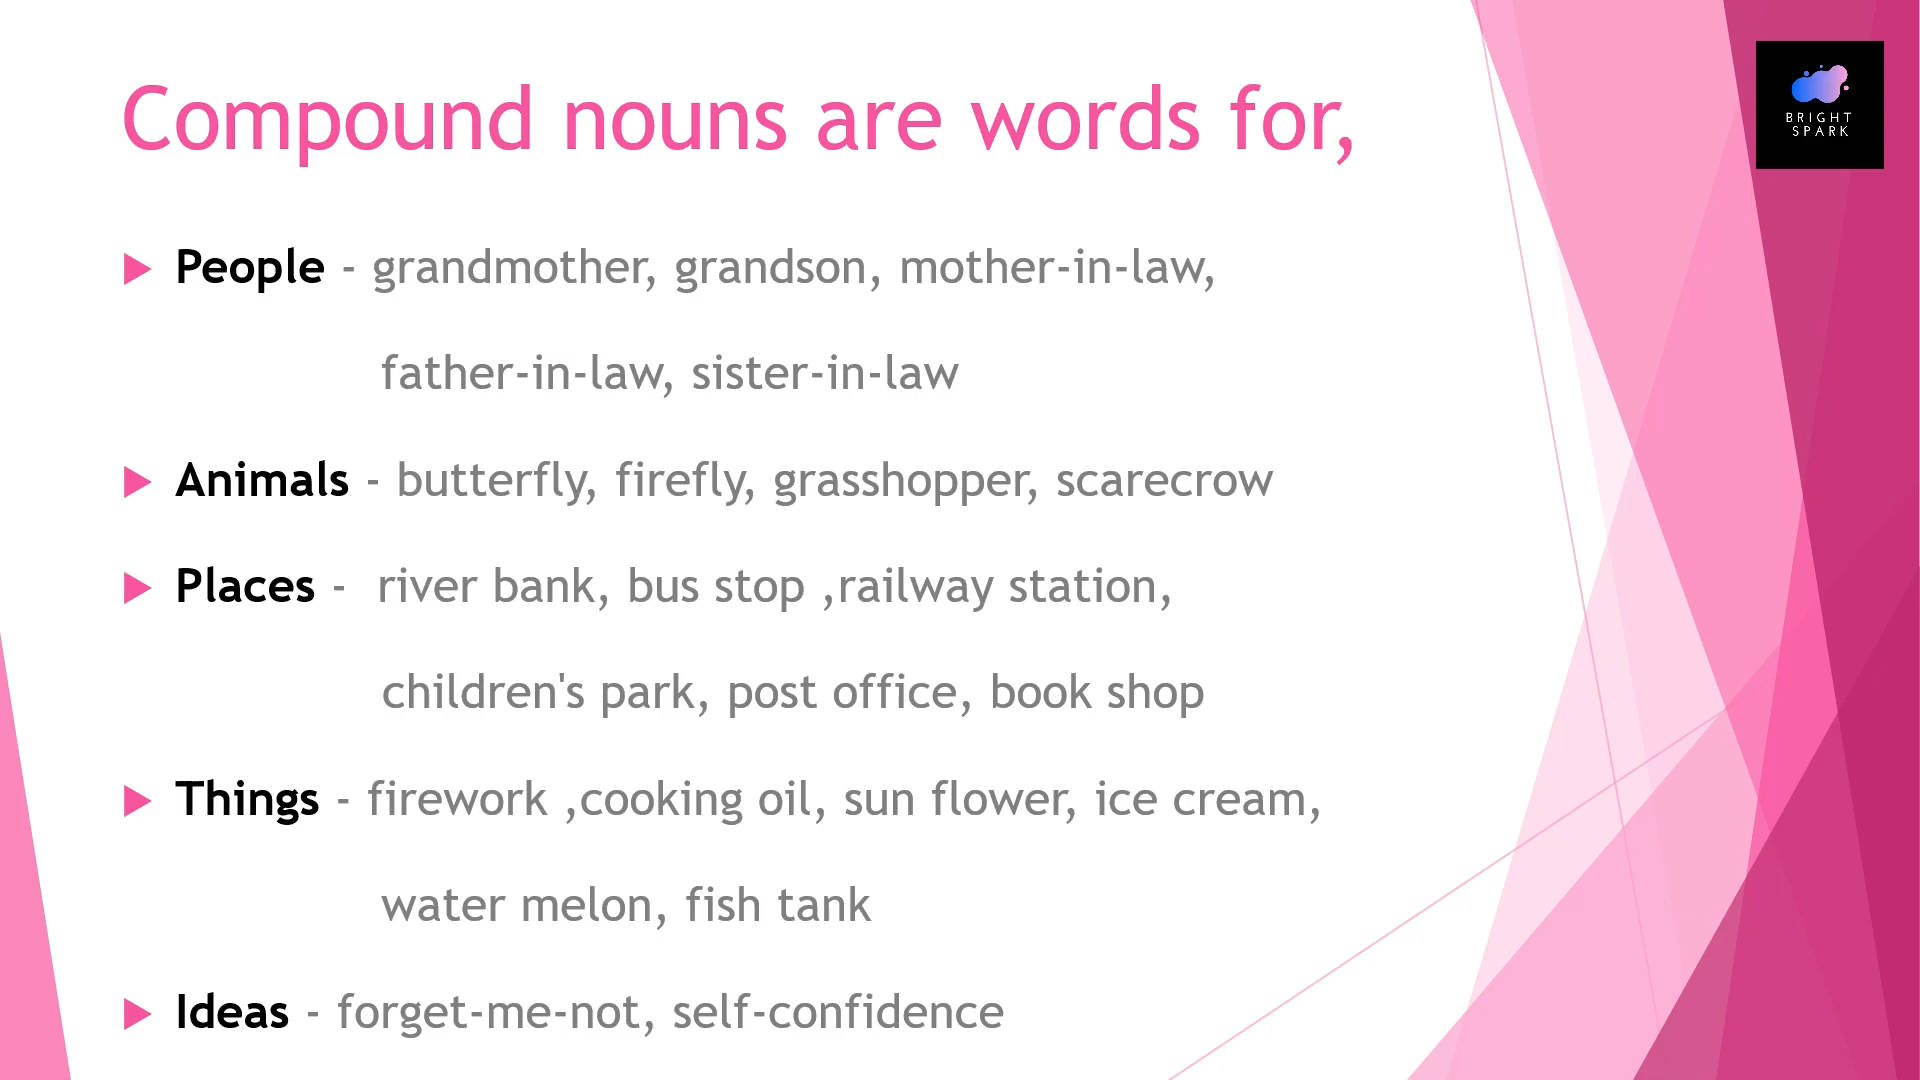 Compound nouns are words for,
BRIGHT
SPARK
People - grandmother, grandson, mother-in-law,
father-in-law, sister-in-law
Animals - butterfly, firefly, grasshopper, scarecrow
Places -  river bank, bus stop ,railway station,
children's park, post office, book shop
Things - firework ,cooking oil, sun flower, ice cream,
water melon, fish tank
Ideas - forget-me-not, self-confidence